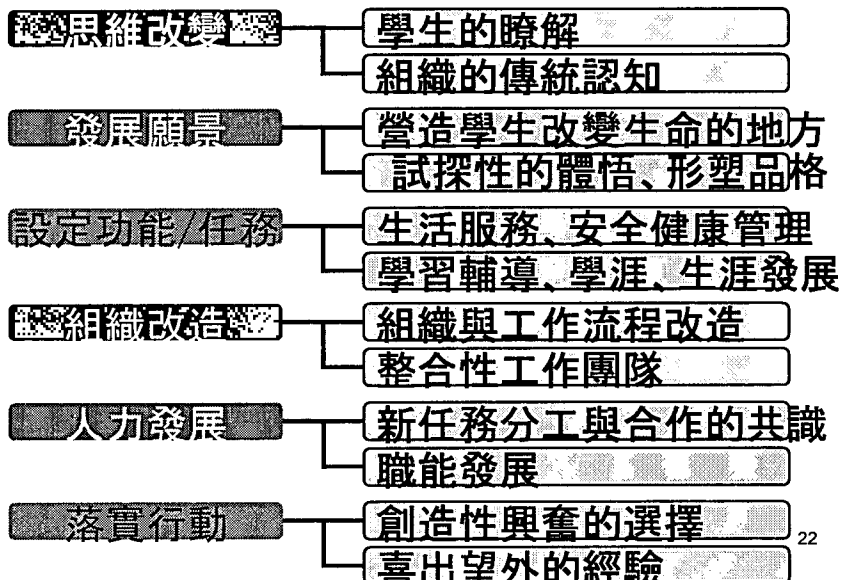 思維改變
學生的瞭解
組織的傳統認知
發展願景
營造學生改變生命的地方
試探性的體悟、形塑品格
設定功能/任務
生活服務、安全健康管理
學習輔導、學涯、生涯發展
組織改造
組織與工作流程改造
整合性工作團隊
人力發展
新任務分工與合作的共識
職能發展
落實行動
創造性興奮的選擇
喜出望外的經驗
22